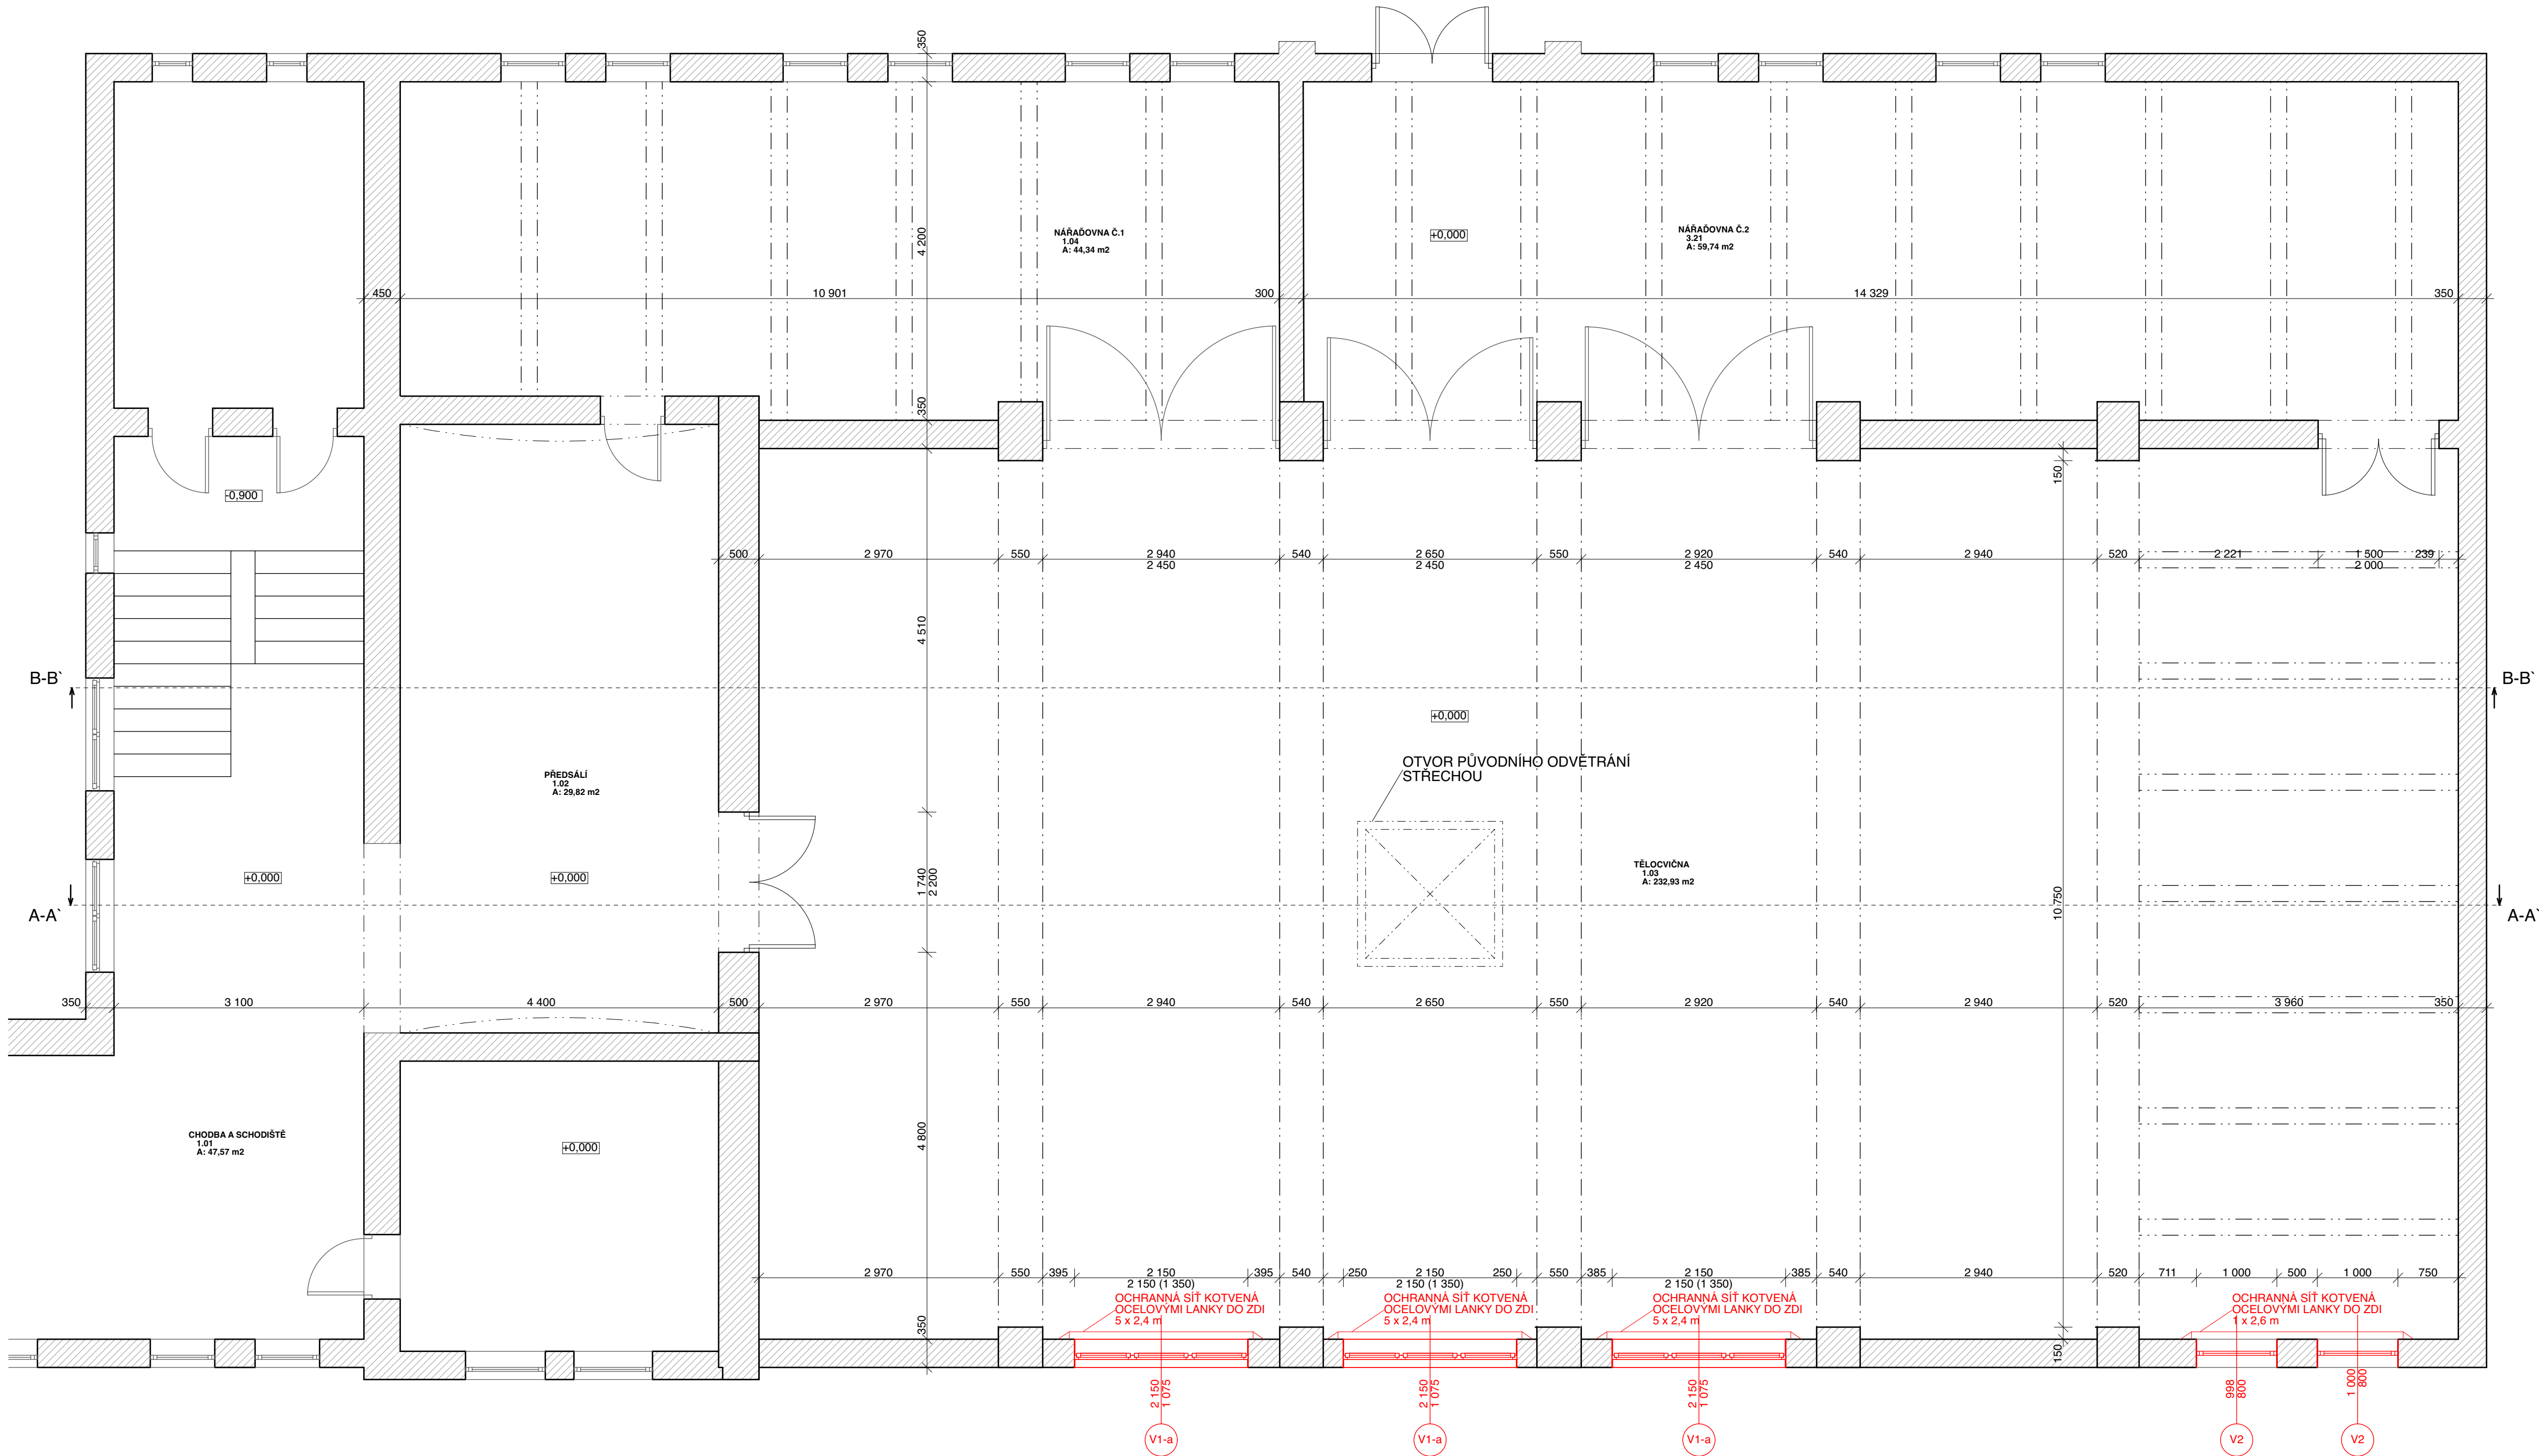 350
NÁŘAĎOVNA Č.1
1.04
A: 44,34 m2
4 200
+0,000
NÁŘAĎOVNA Č.2
3.21
A: 59,74 m2
450
10 901
300
14 329
350
350
-0,900
150
500
2 970
550
2 940
2 450
540
2 650
2 450
550
2 920
2 450
540
2 940
520
2 221
1 500
2 000
239
4 510
B-B`
B-B`
+0,000
OTVOR PŮVODNÍHO ODVĚTRÁNÍ
STŘECHOU
PŘEDSÁLÍ
1.02
A: 29,82 m2
TĚLOCVIČNA
1.03
A: 232,93 m2
+0,000
+0,000
1 740
2 200
10 750
A-A`
A-A`
350
3 100
4 400
500
2 970
550
2 940
540
2 650
550
2 920
540
2 940
520
3 960
350
CHODBA A SCHODIŠTĚ
1.01
A: 47,57 m2
+0,000
4 800
2 970
550
395
2 150
2 150 (1 350)
395
540
250
2 150
2 150 (1 350)
250
550
385
2 150
2 150 (1 350)
385
540
2 940
520
711
1 000
500
1 000
750
OCHRANNÁ SÍŤ KOTVENÁ
OCELOVÝMI LANKY DO ZDI
5 x 2,4 m
OCHRANNÁ SÍŤ KOTVENÁ
OCELOVÝMI LANKY DO ZDI
5 x 2,4 m
OCHRANNÁ SÍŤ KOTVENÁ
OCELOVÝMI LANKY DO ZDI
5 x 2,4 m
OCHRANNÁ SÍŤ KOTVENÁ
OCELOVÝMI LANKY DO ZDI
1 x 2,6 m
350
150
2 150
1 075
2 150
1 075
2 150
1 075
998
800
1 000
800
V1-a
V1-a
V1-a
V2
V2